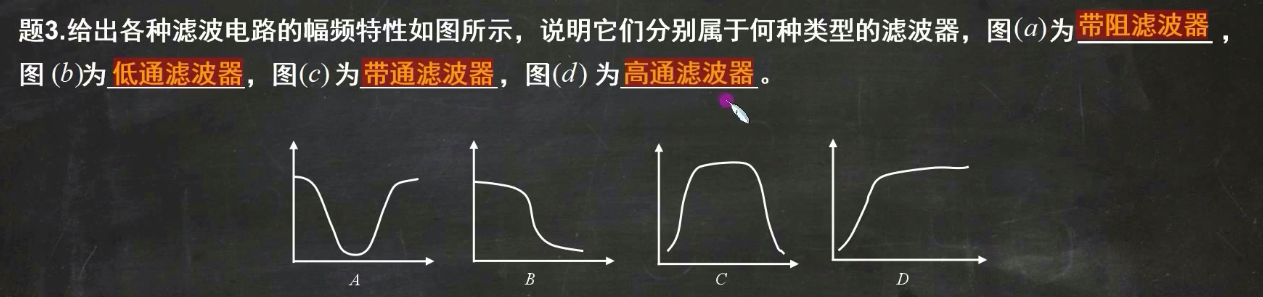 题3.给出各种滤波电路的幅频特性如图所示，说明它们分别属于何种类型的滤波器，图(a)为带阻滤波器，
图 (b)为低通滤波器，图(c)为带通滤波器，图(d) 为高通滤波器。
A B C D